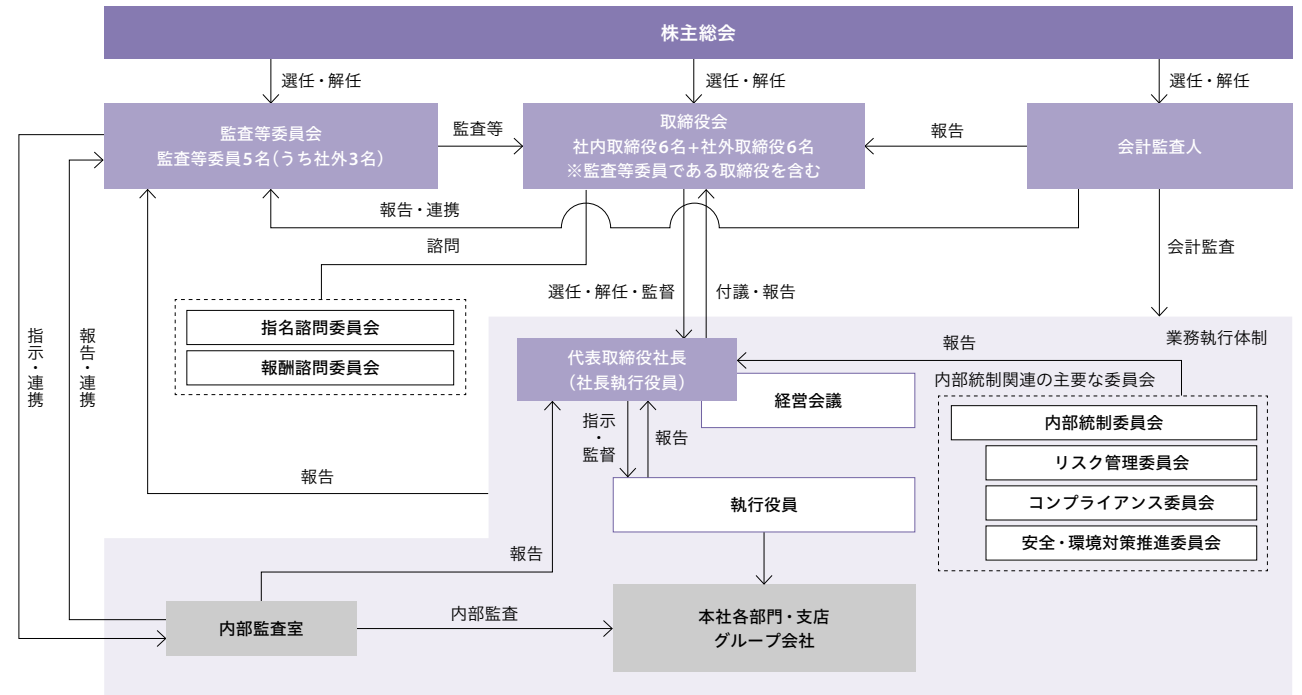 株主総会
選任・解任
選任・解任
選任・解任
監査等委員会
監査等委員5名(うち社外3名)
監査等
取締役会
社内取締役6名+社外取締役6名
※監査等委員である取締役を含む
報告
会計監査人
報告・連携
諮問
会計監査
選任・解任・監督
付議・報告
指名諮問委員会
報酬諮問委員会
指示・連携
報告・連携
業務執行体制
代表取締役社長
(社長執行役員)
報告
内部統制関連の主要な委員会
経営会議
内部統制委員会
リスク管理委員会
コンプライアンス委員会
安全・環境対策推進委員会
指示
・
監督
報告
報告
執行役員
報告
内部監査室
内部監査
本社各部門・支店
グループ会社